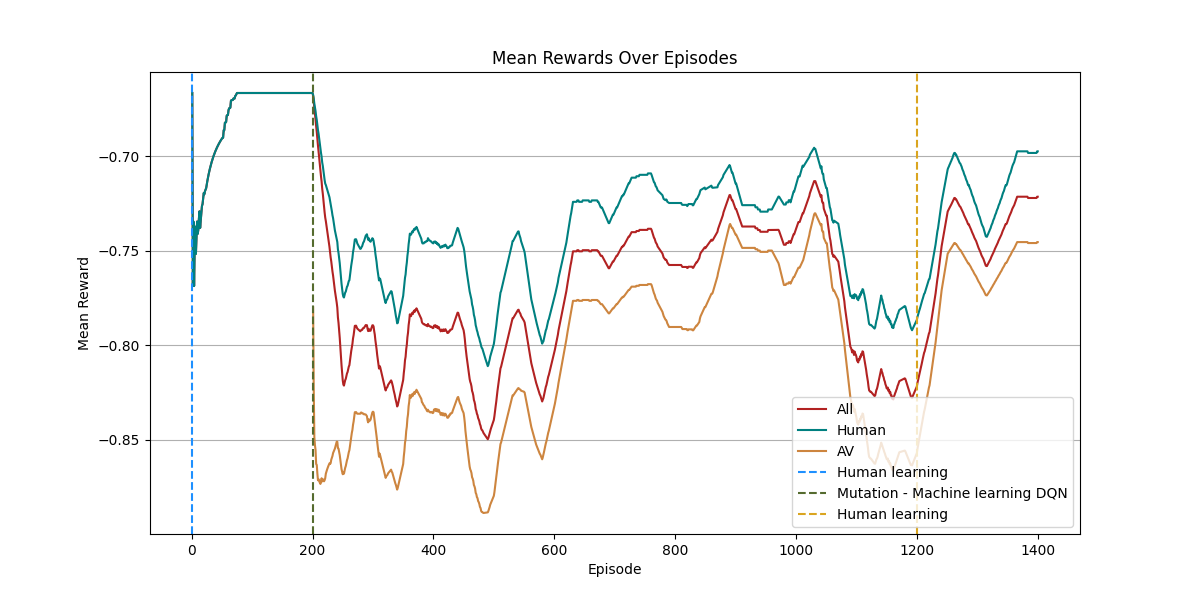 Mean Rewards Over Episodes
Mean Reward
−0.70
−0.75
−0.80
−0.85
All
Human
AV
Human learning
Mutation - Machine learning DQN
Human learning
0
200
400
600
800
1000
1200
1400
Episode